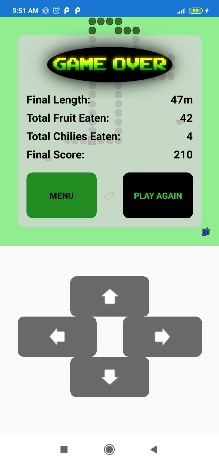 9:51 AM
GAME OVER
Final Length: 47m
Total Fruit Eaten: 42
Total Chilies Eaten: 4
Final Score: 210
MENU
PLAY AGAIN